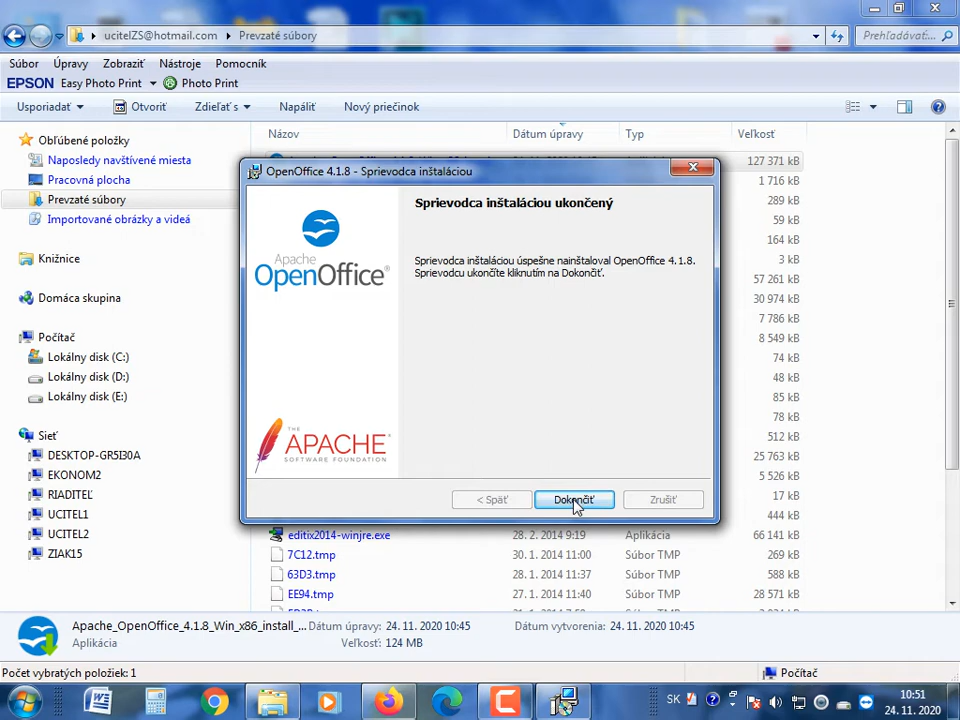 ucitelZS@hotmail.com
Prevzaté súbory
Prehľadávať...
Súbor
Úpravy
Zobraziť
Nástroje
Pomocník
EPSON Easy Photo Print
Photo Print
Usporiadať
Otvoriť
Zdieľať s
Napáliť
Nový priečinok
Obľúbené položky
Naposledy navštívené miesta
Pracovná plocha
Prevzaté súbory
Importované obrázky a videá
Knižnice
Domáca skupina
Počítač
Lokálny disk (C:)
Lokálny disk (D:)
Lokálny disk (E:)
Sieť
DESKTOP-GR5I30A
EKONOM2
RIADITEĽ
UCITEL1
UCITEL2
ZIAK15
Názov
Dátum úpravy
Typ
Veľkosť
127 371 kB
1 716 kB
289 kB
59 kB
164 kB
3 kB
57 261 kB
30 974 kB
7 786 kB
8 549 kB
74 kB
48 kB
85 kB
78 kB
512 kB
25 763 kB
5 526 kB
17 kB
444 kB
OpenOffice 4.1.8 - Sprievodca inštaláciou
Apache
OpenOffice®
Sprievodca inštaláciou ukončený
Sprievodca inštaláciou úspešne nainštaloval OpenOffice 4.1.8.
Sprievodcu ukončíte kliknutím na Dokončiť.
THE
APACHE
SOFTWARE FOUNDATION
< Späť
Dokončiť
Zrušiť
editix2014-winjre.exe 28. 2. 2014 9:19 Aplikácia 66 141 kB
7C12.tmp 30. 1. 2014 11:00 Súbor TMP 269 kB
63D3.tmp 28. 1. 2014 11:37 Súbor TMP 588 kB
EE94.tmp 27. 1. 2014 11:40 Súbor TMP 28 571 kB
Apache_OpenOffice_4.1.8_Win_x86_install_... Dátum úpravy: 24. 11. 2020 10:45 Dátum vytvorenia: 24. 11. 2020 10:45
Aplikácia Veľkosť: 124 MB
Počet vybratých položiek: 1
Počítač
SK
10:51
24. 11. 2020